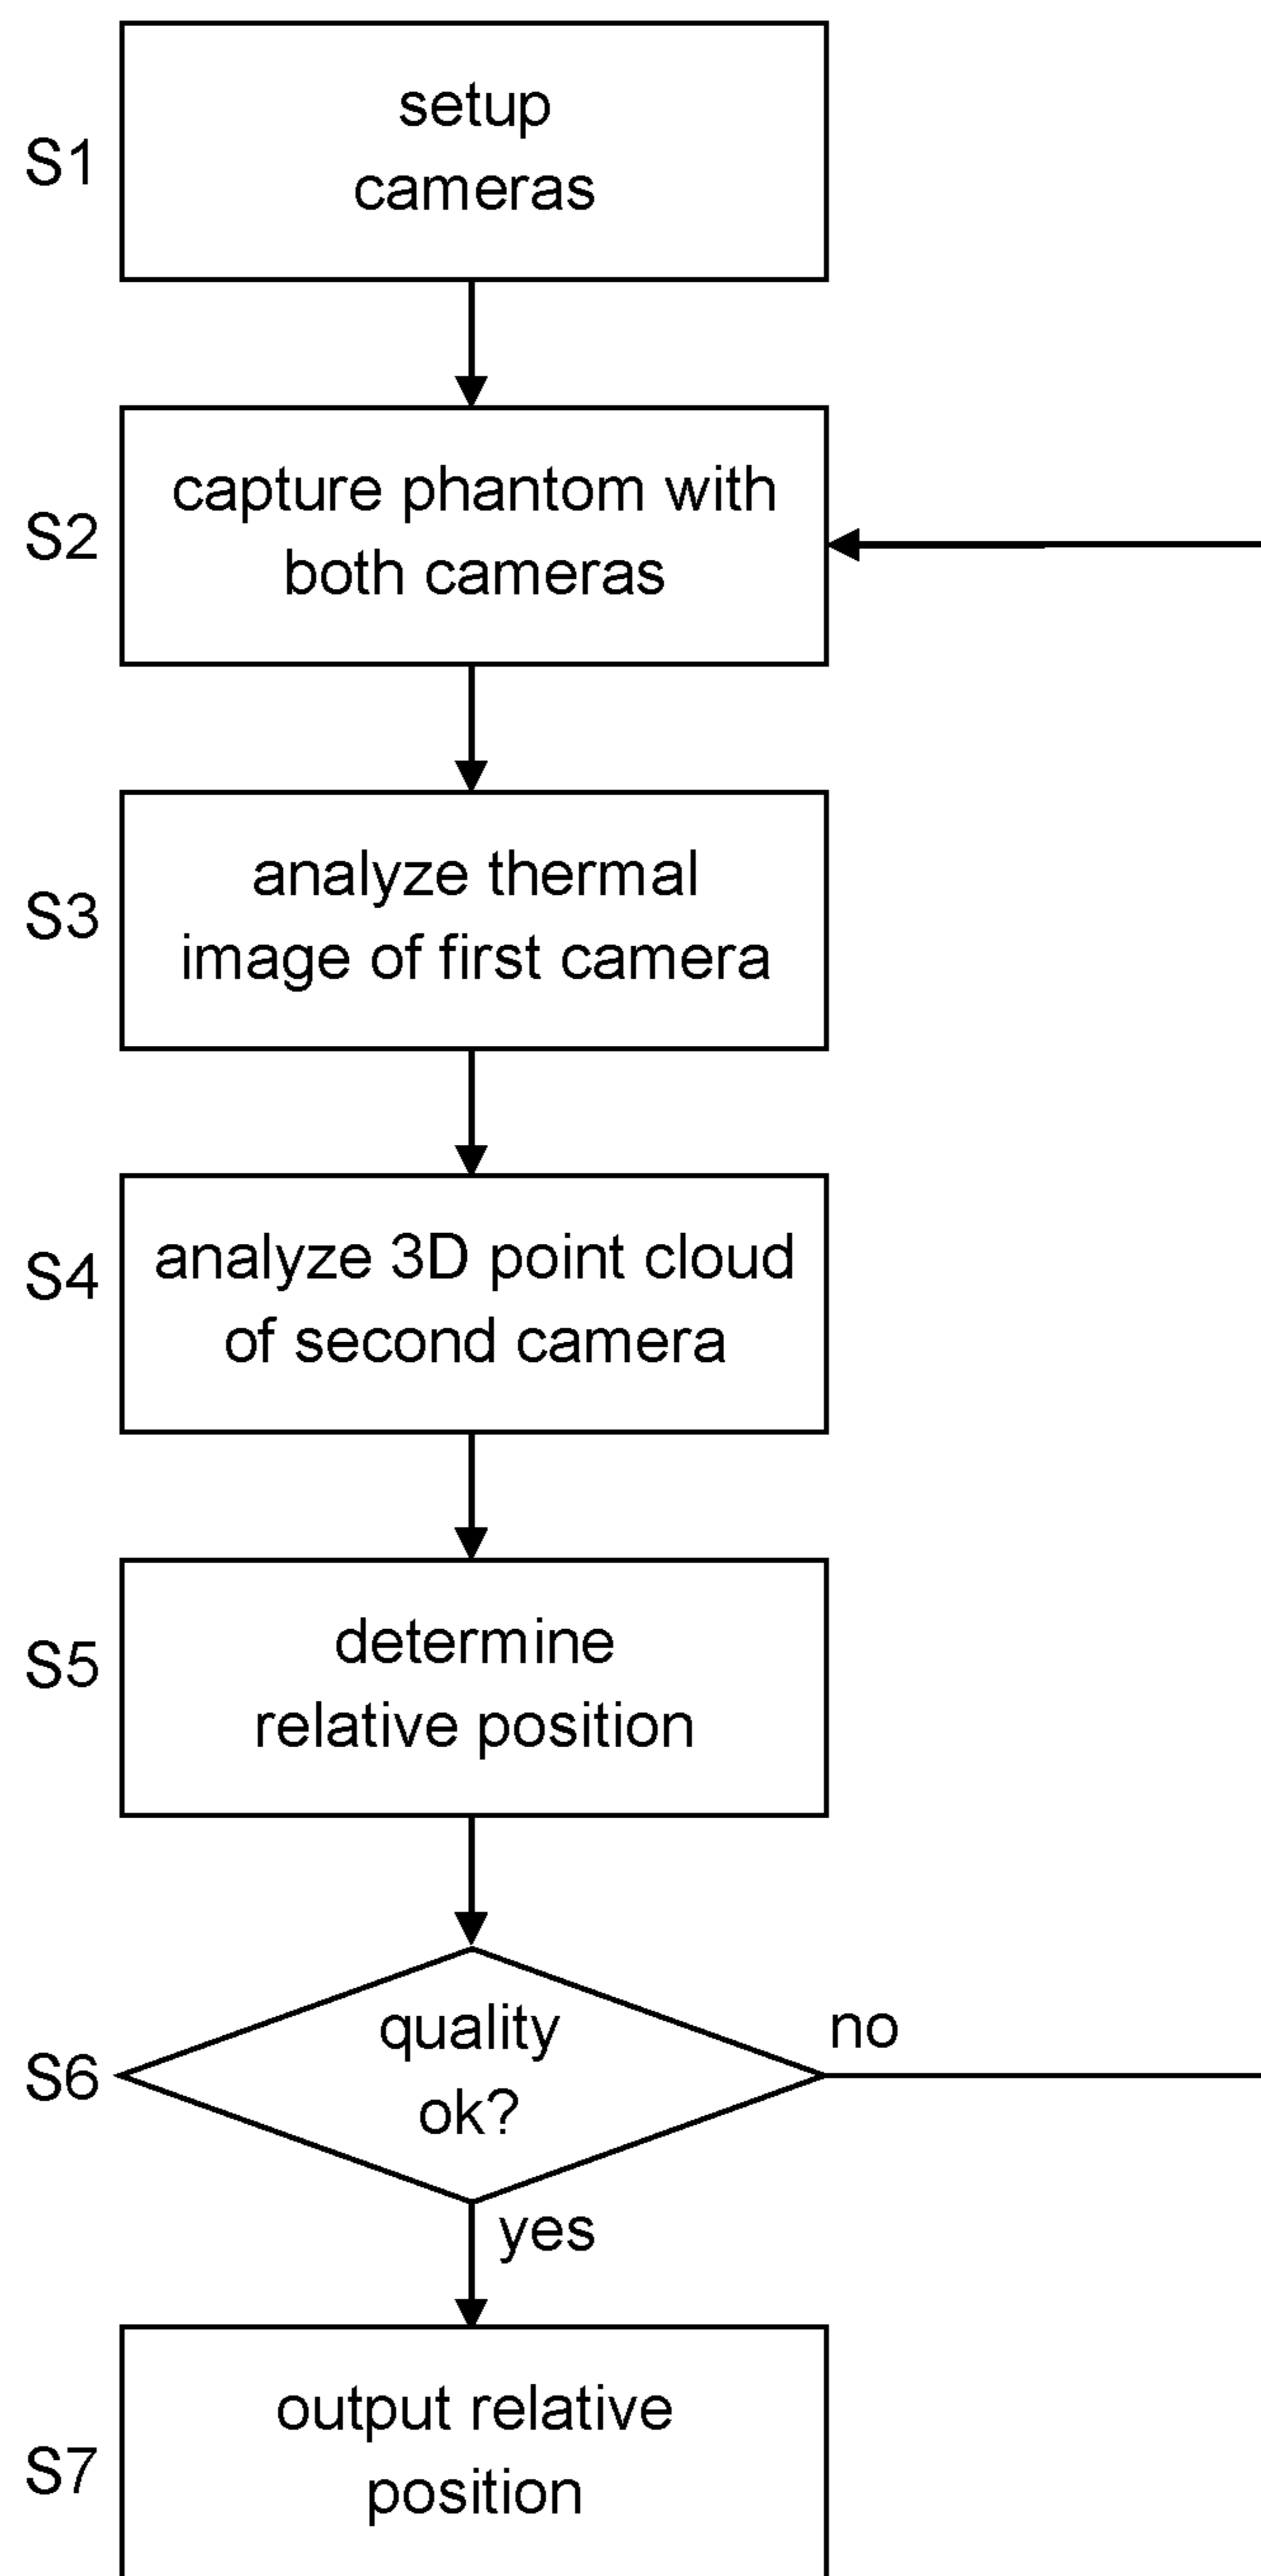 S1
setup
cameras
S2
capture phantom with
both cameras
S3
analyze thermal
image of first camera
S4
analyze 3D point cloud
of second camera
S5
determine
relative position
S6
quality
ok?
no
yes
S7
output relative
position